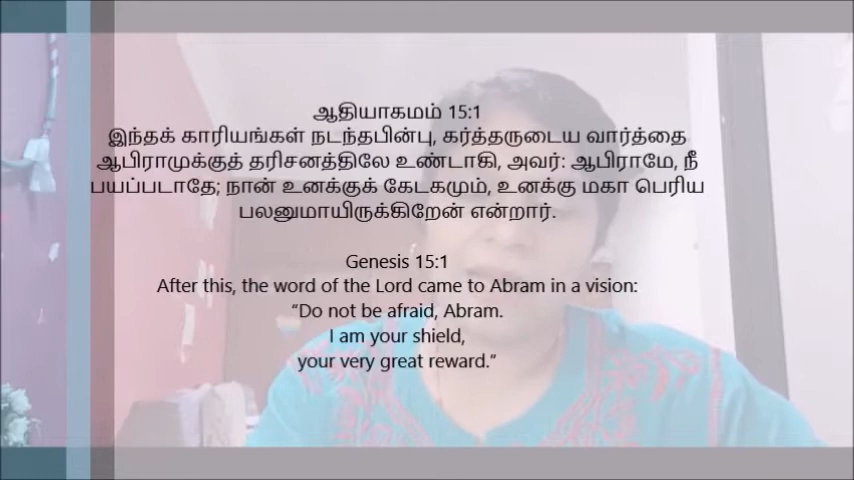 ஆதியாகமம் 15:1
இந்தக் காரியங்கள் நடந்தபின்பு, கர்த்தருடைய வார்த்தை
ஆபிராமுக்குத் தரிசனத்திலே உண்டாகி, அவர்: ஆபிராமே, நீ
பயப்படாதே; நான் உனக்குக் கேடகமும், உனக்கு மகா பெரிய
பலனுமாயிருக்கிறேன் என்றார்.
Genesis 15:1
After this, the word of the Lord came to Abram in a vision:
“Do not be afraid, Abram.
I am your shield,
your very great reward.”